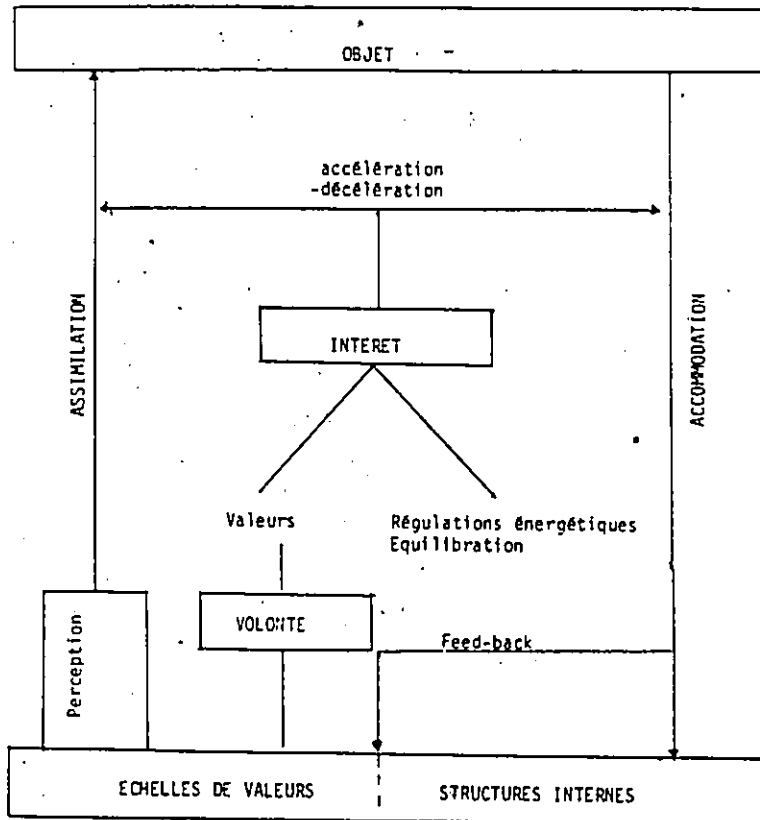 OBJET -
accélération
-décélération
ASSIMILATION
ACCOMMODATION
INTERET
Valeurs
Régulations énergétiques
Equilibration
Perception
VOLONTE
Feed-back
ECHELLES DE VALEURS
STRUCTURES INTERNES